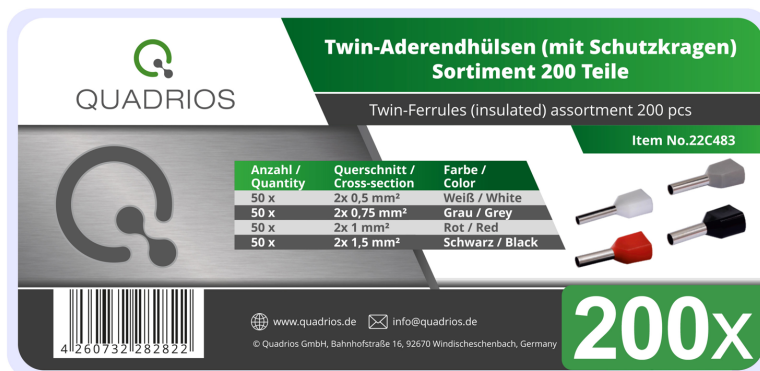 QUADRIOS
Twin-Aderendhülsen (mit Schutzkragen)
Sortiment 200 Teile
Twin-Ferrules (insulated) assortment 200 pcs
Item No.22C483
Anzahl / Querschnitt / Farbe /
Quantity Cross-section Color
50 x 2x 0,5 mm² Weiß / White
50 x 2x 0,75 mm² Grau / Grey
50 x 2x 1 mm² Rot / Red
50 x 2x 1,5 mm² Schwarz / Black
4 260732 282822
www.quadrios.de info@quadrios.de
© Quadrios GmbH, Bahnhofstraße 16, 92670 Windischeschenbach, Germany
200x